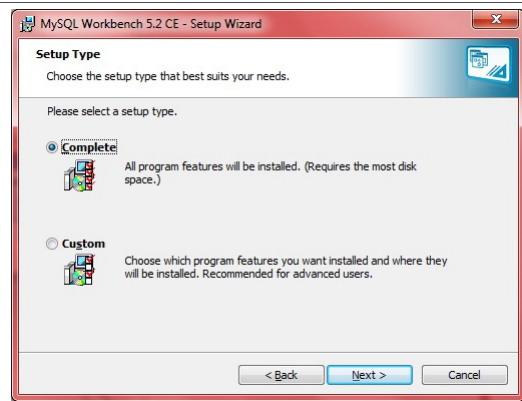 MySQL Workbench 5.2 CE - Setup Wizard
Setup Type
Choose the setup type that best suits your needs.
Please select a setup type.
Complete
All program features will be installed. (Requires the most disk
space.)
Custom
Choose which program features you want installed and where they
will be installed. Recommended for advanced users.
< Back Next > Cancel